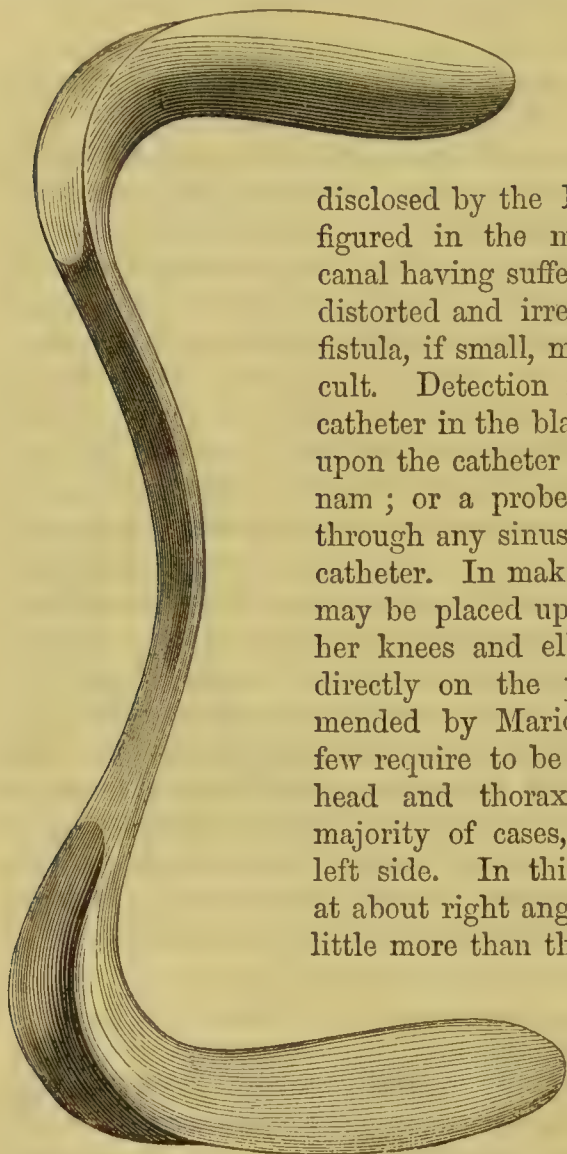 disclosed by the
figured in the m
canal having suffe
distorted and irre
fistula, if small, m
cult. Detection
catheter in the bla
upon the catheter
nam ; or a probe
through any sinus
catheter. In mak
may be placed up
her knees and el
directly on the
mended by Mario
few require to be
head and thorax
majority of cases,
left side. In thi
at about right ang
little more than th